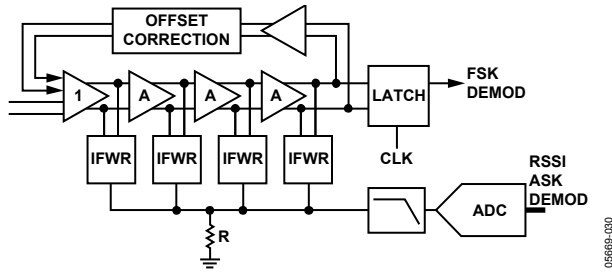 OFFSET
CORRECTION
1
A
A
A
LATCH
FSK
DEMOD
IFWR
IFWR
IFWR
IFWR
CLK
RSSI
ASK
DEMOD
ADC
R
05669-030